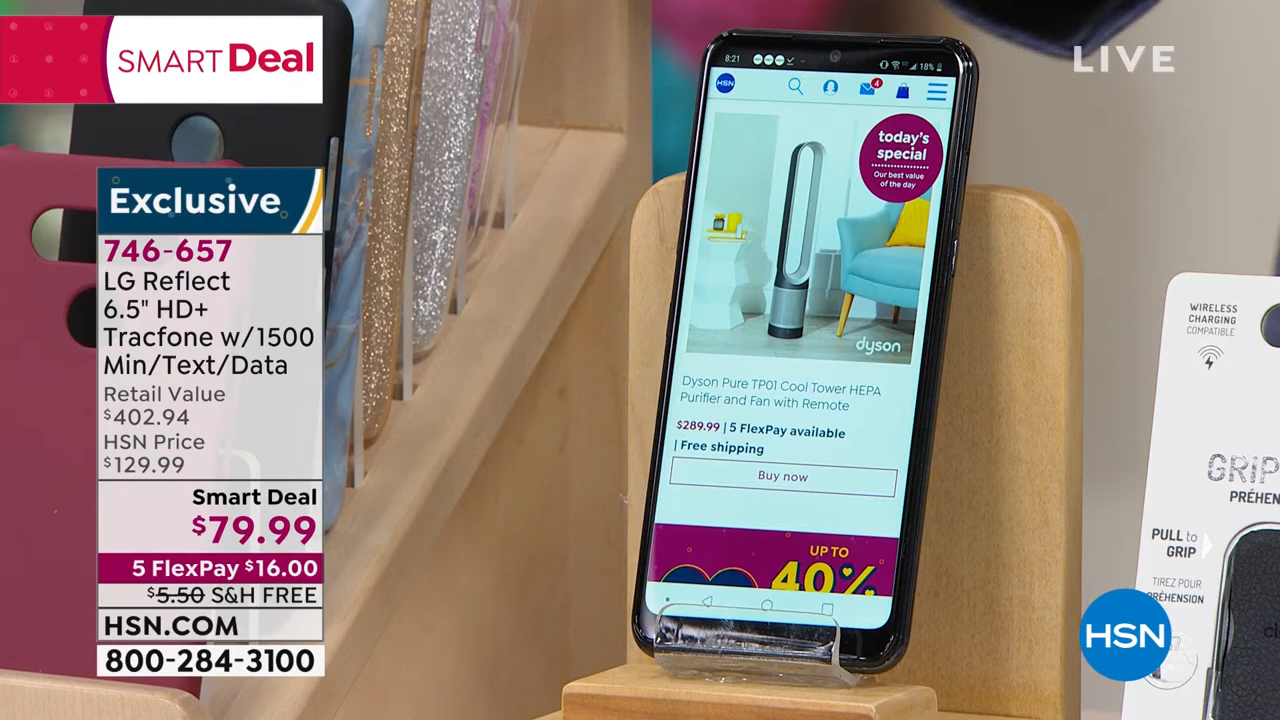 SMART Deal
LIVE
Exclusive
746-657
LG Reflect
6.5" HD+
Tracfone w/1500
Min/Text/Data
Retail Value
$402.94
HSN Price
$129.99
Smart Deal
$79.99
5 FlexPay $16.00
$5.50 S&H FREE
HSN.COM
800-284-3100
8:21
18%
HSN
4
today's
special
Our best value
of the day
dyson
Dyson Pure TP01 Cool Tower HEPA
Purifier and Fan with Remote
$289.99 | 5 FlexPay available
| Free shipping
Buy now
UP TO
40%
WIRELESS
CHARGING
COMPATIBLE
GRIP
PRÉHEN
PULL to
GRIP
TIREZ POUR
PRÉHENSION
HSN